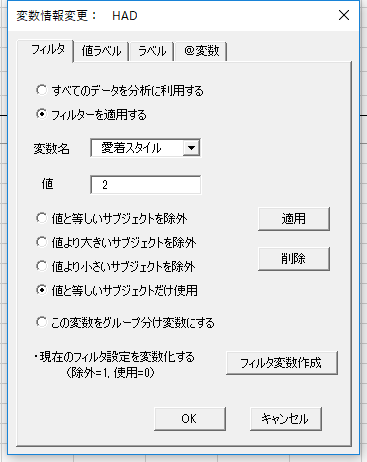 変数情報変更： HAD
フィルタ 値ラベル ラベル @変数
すべてのデータを分析に利用する
フィルターを適用する
変数名 愛着スタイル
値 2
値と等しいサブジェクトを除外 適用
値より大きいサブジェクトを除外
値より小さいサブジェクトを除外 削除
値と等しいサブジェクトだけ使用
この変数をグループ分け変数にする
・現在のフィルタ設定を変数化する フィルタ変数作成
（除外=1, 使用=0）
OK キャンセル